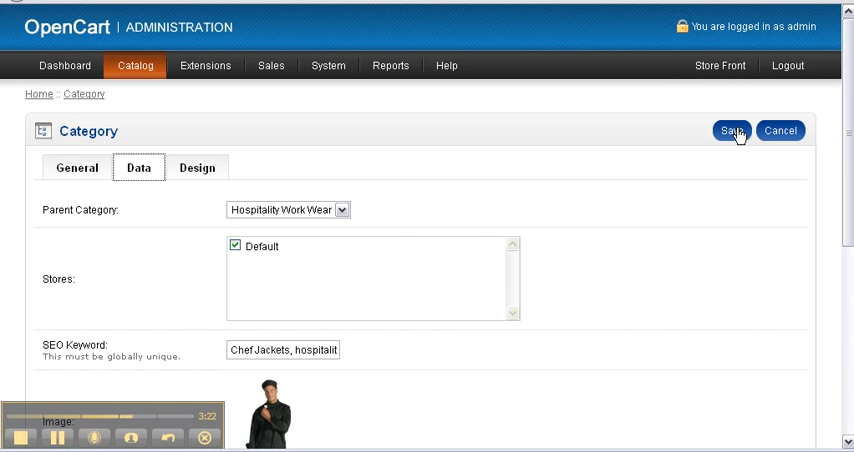 OpenCart | ADMINISTRATION
You are logged in as admin
Dashboard Catalog Extensions Sales System Reports Help Store Front Logout
Home :: Category
Category
Save Cancel
General Data Design
Parent Category: Hospitality Work Wear
Default
Stores:
SEO Keyword:
This must be globally unique.
Chef Jackets, hospitalit
3:22
Image: